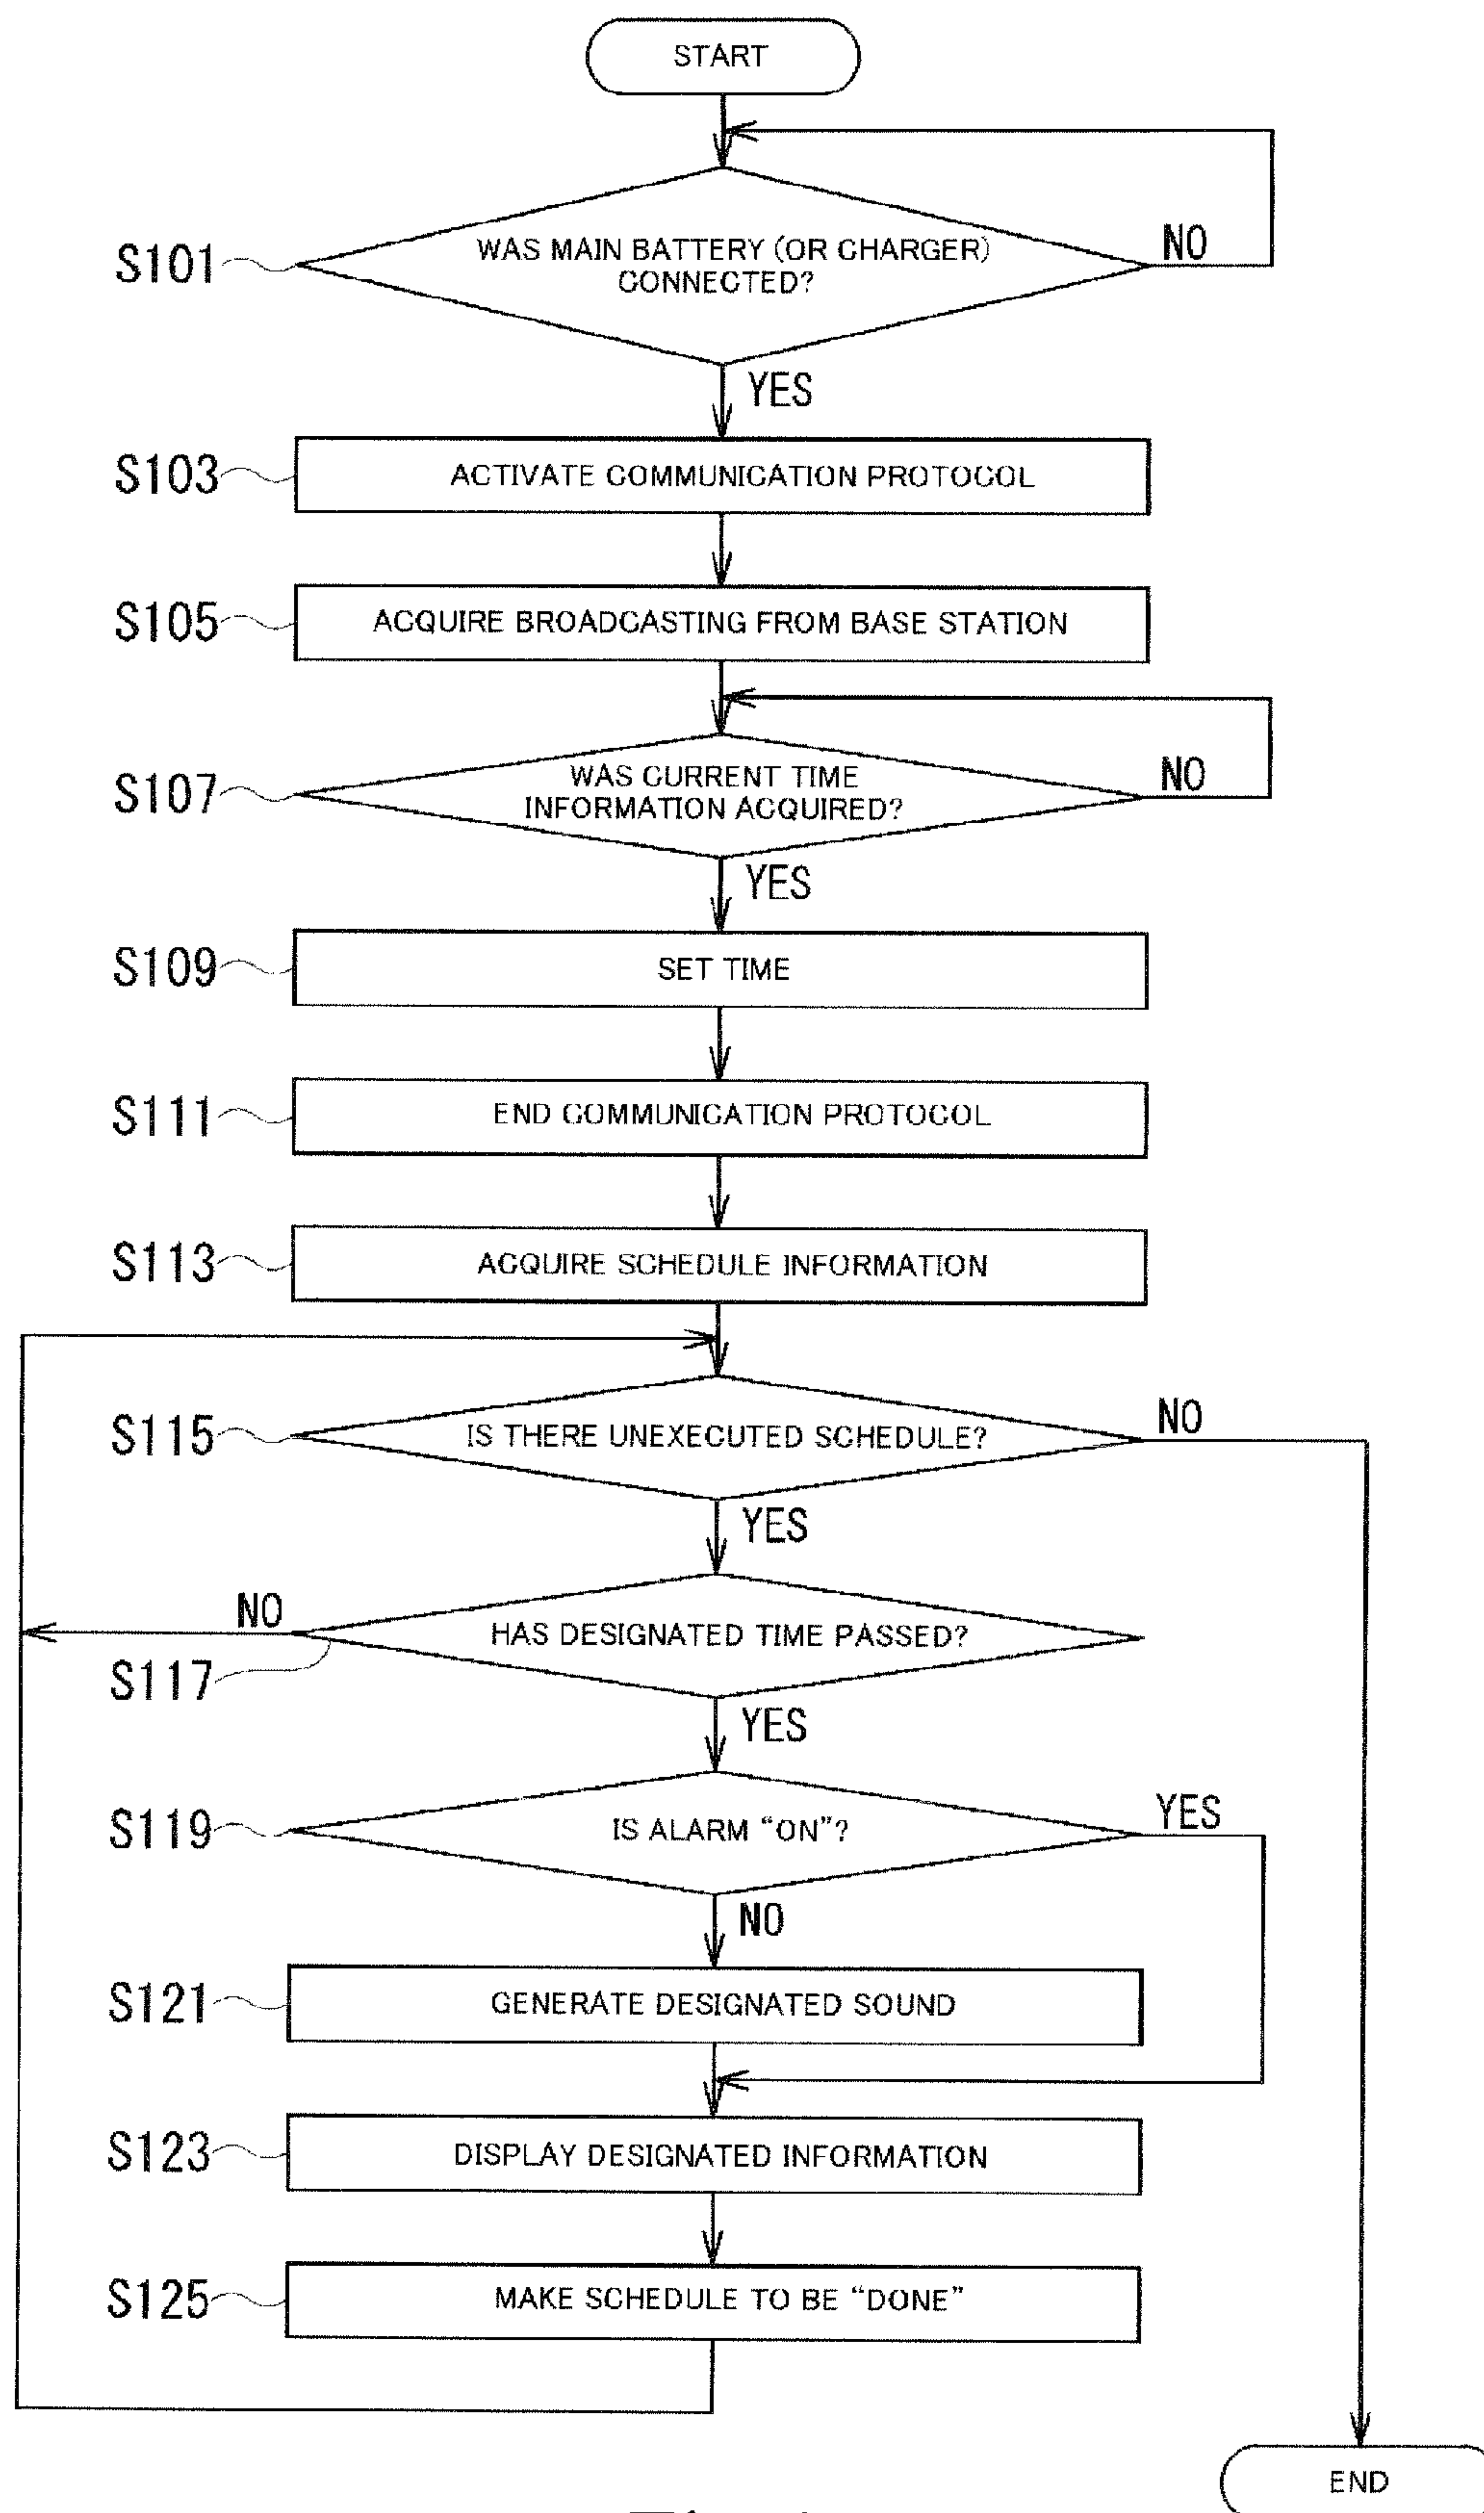 START
S101
WAS MAIN BATTERY (OR CHARGER)
CONNECTED?
NO
YES
S103
ACTIVATE COMMUNICATION PROTOCOL
S105
ACQUIRE BROADCASTING FROM BASE STATION
S107
WAS CURRENT TIME
INFORMATION ACQUIRED?
NO
YES
S109
SET TIME
S111
END COMMUNICATION PROTOCOL
S113
ACQUIRE SCHEDULE INFORMATION
S115
IS THERE UNEXECUTED SCHEDULE?
NO
YES
NO
HAS DESIGNATED TIME PASSED?
S117
YES
S119
IS ALARM “ON”?
YES
NO
S121
GENERATE DESIGNATED SOUND
S123
DISPLAY DESIGNATED INFORMATION
S125
MAKE SCHEDULE TO BE “DONE”
END